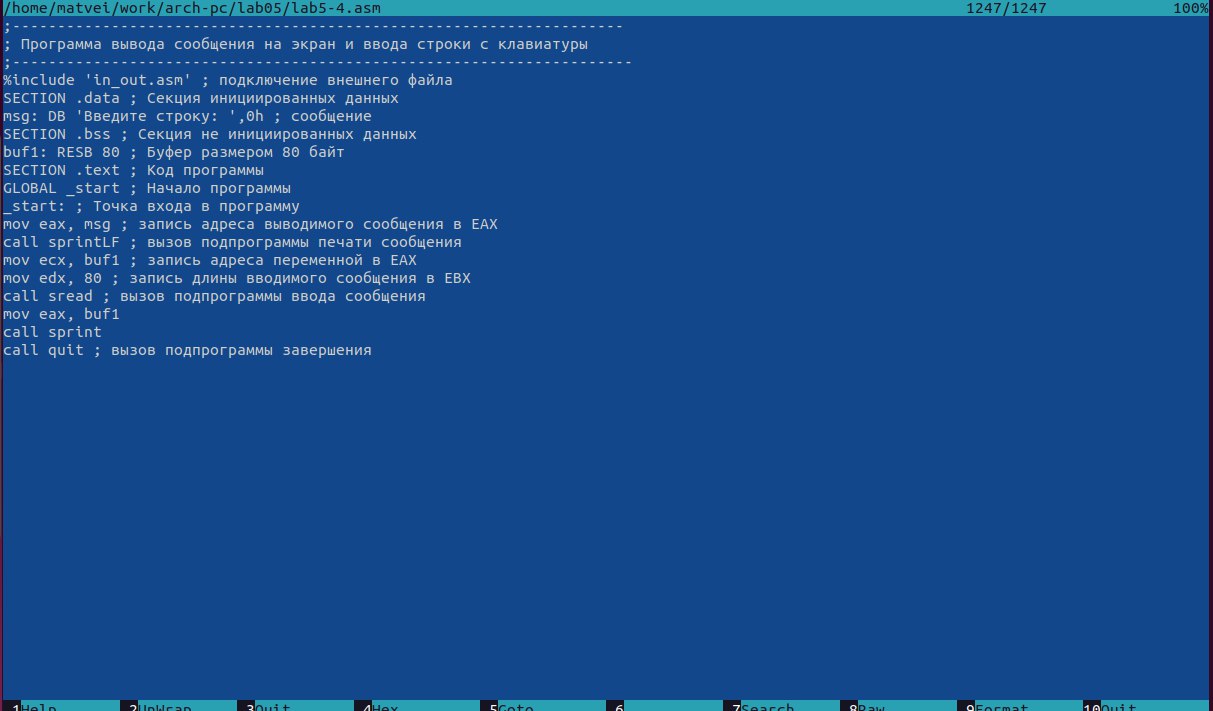 /home/matvei/work/arch-pc/lab05/lab5-4.asm 1247/1247 100%
;--------------------------------------------------------------------
; Программа вывода сообщения на экран и ввода строки с клавиатуры
;---------------------------------------------------------------------
%include 'in_out.asm' ; подключение внешнего файла
SECTION .data ; Секция инициированных данных
msg: DB 'Введите строку: ',0h ; сообщение
SECTION .bss ; Секция не инициированных данных
buf1: RESB 80 ; Буфер размером 80 байт
SECTION .text ; Код программы
GLOBAL _start ; Начало программы
_start: ; Точка входа в программу
mov eax, msg ; запись адреса выводимого сообщения в EAX
call sprintLF ; вызов подпрограммы печати сообщения
mov ecx, buf1 ; запись адреса переменной в EAX
mov edx, 80 ; запись длины вводимого сообщения в EBX
call sread ; вызов подпрограммы ввода сообщения
mov eax, buf1
call sprint
call quit ; вызов подпрограммы завершения
1Help 2UnWrap 3Quit 4Hex 5Goto 6 7Search 8Raw 9Format 10Quit